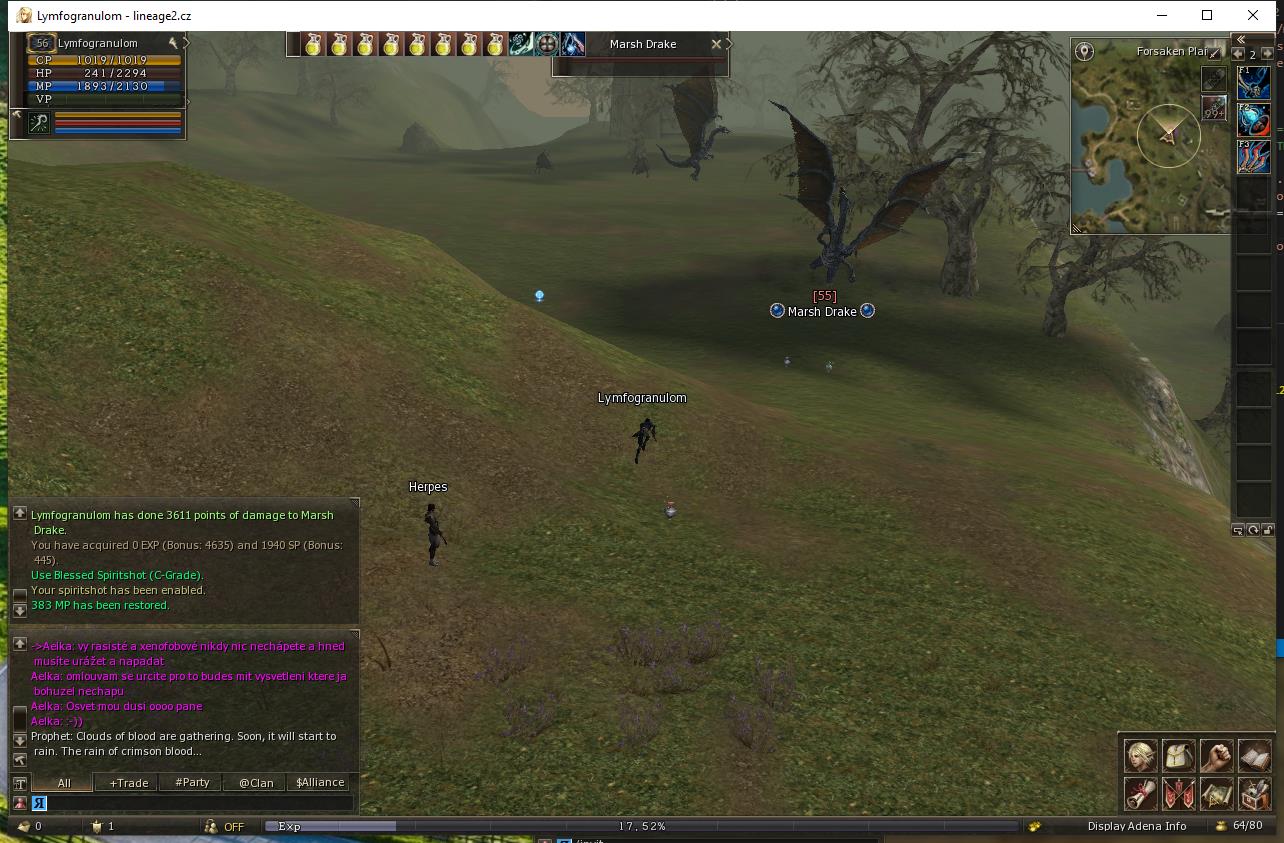 Lymfogranulom - lineage2.cz
56 Lymfogranulom
CP 1019/1019
HP 241/2294
MP 1893/2130
VP
Marsh Drake
Forsaken Plai
2
99+
F1
F2
F3
[55]
Marsh Drake
Lymfogranulom
Herpes
Lymfogranulom has done 3611 points of damage to Marsh
Drake.
You have acquired 0 EXP (Bonus: 4635) and 1940 SP (Bonus:
445).
Use Blessed Spiritshot (C-Grade).
Your spiritshot has been enabled.
383 MP has been restored.
->Aelka: vy rasisté a xenofobové nikdy nic nechápete a hned
musíte urážet a napadat
Aelka: omlouvam se urcite pro to budes mit vysvetleni ktere ja
bohuzel nechapu
Aelka: Osvet mou dusi oooo pane
Aelka: :-))
Prophet: Clouds of blood are gathering. Soon, it will start to
rain. The rain of crimson blood...
All +Trade #Party @Clan $Alliance
Я
0 1 OFF Exp 17,52% Display Adena Info 64/80